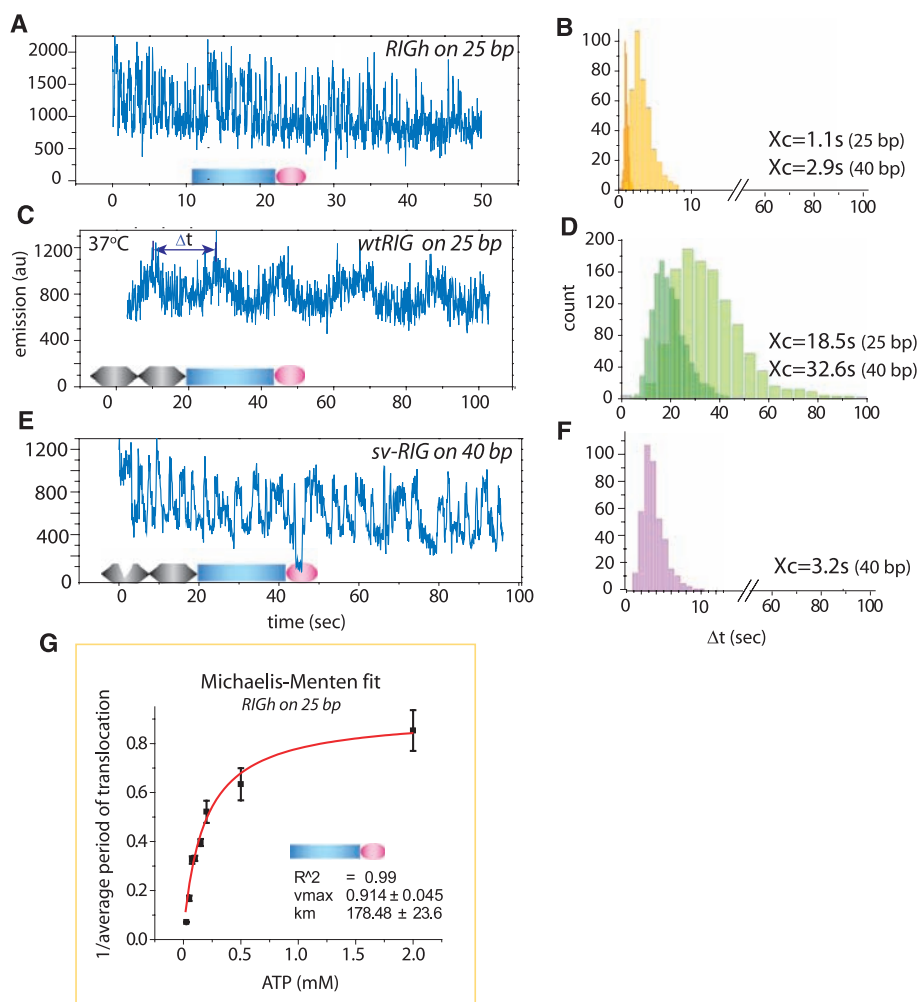 A
RIGh on 25 bp
2000
1500
1000
500
0
0 10 20 30 40 50
B
100
80
60
40
20
0
Xc=1.1s (25 bp)
Xc=2.9s (40 bp)
10 60 80 100
C
37°C
Δt
wtRIG on 25 bp
1200
800
400
0
emission (au)
0 20 40 60 80 100
D
200
160
120
80
40
0
count
Xc=18.5s (25 bp)
Xc=32.6s (40 bp)
0 20 40 60 80 100
E
sv-RIG on 40 bp
1200
800
400
0
0 20 40 60 80 100
time (sec)
F
100
80
60
40
20
0
Xc=3.2s (40 bp)
0 10 60 80 100
Δt (sec)
G
Michaelis-Menten fit
RIGh on 25 bp
1/average period of translocation
0.8
0.6
0.4
0.2
0.0
R^2 = 0.99
vmax 0.914 ± 0.045
km 178.48 ± 23.6
0 0.5 1.0 1.5 2.0
ATP (mM)